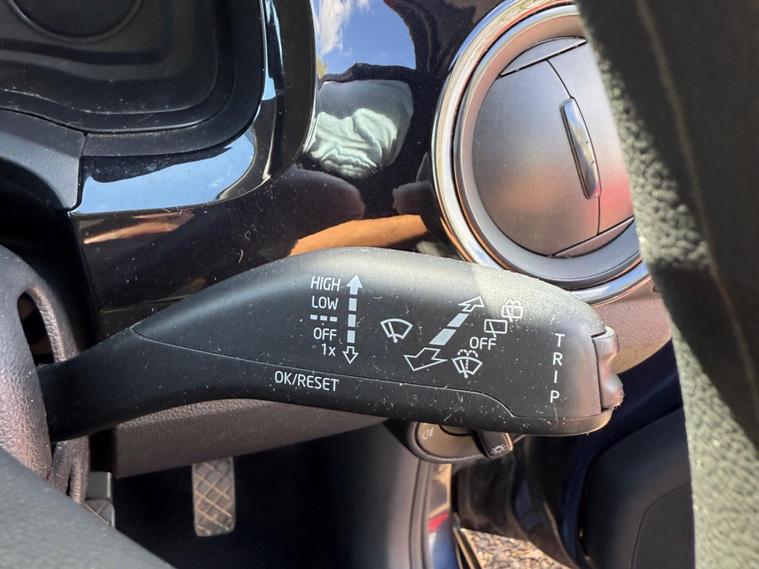 HIGH
LOW
OFF
1x
OFF
OK/RESET
TRIP